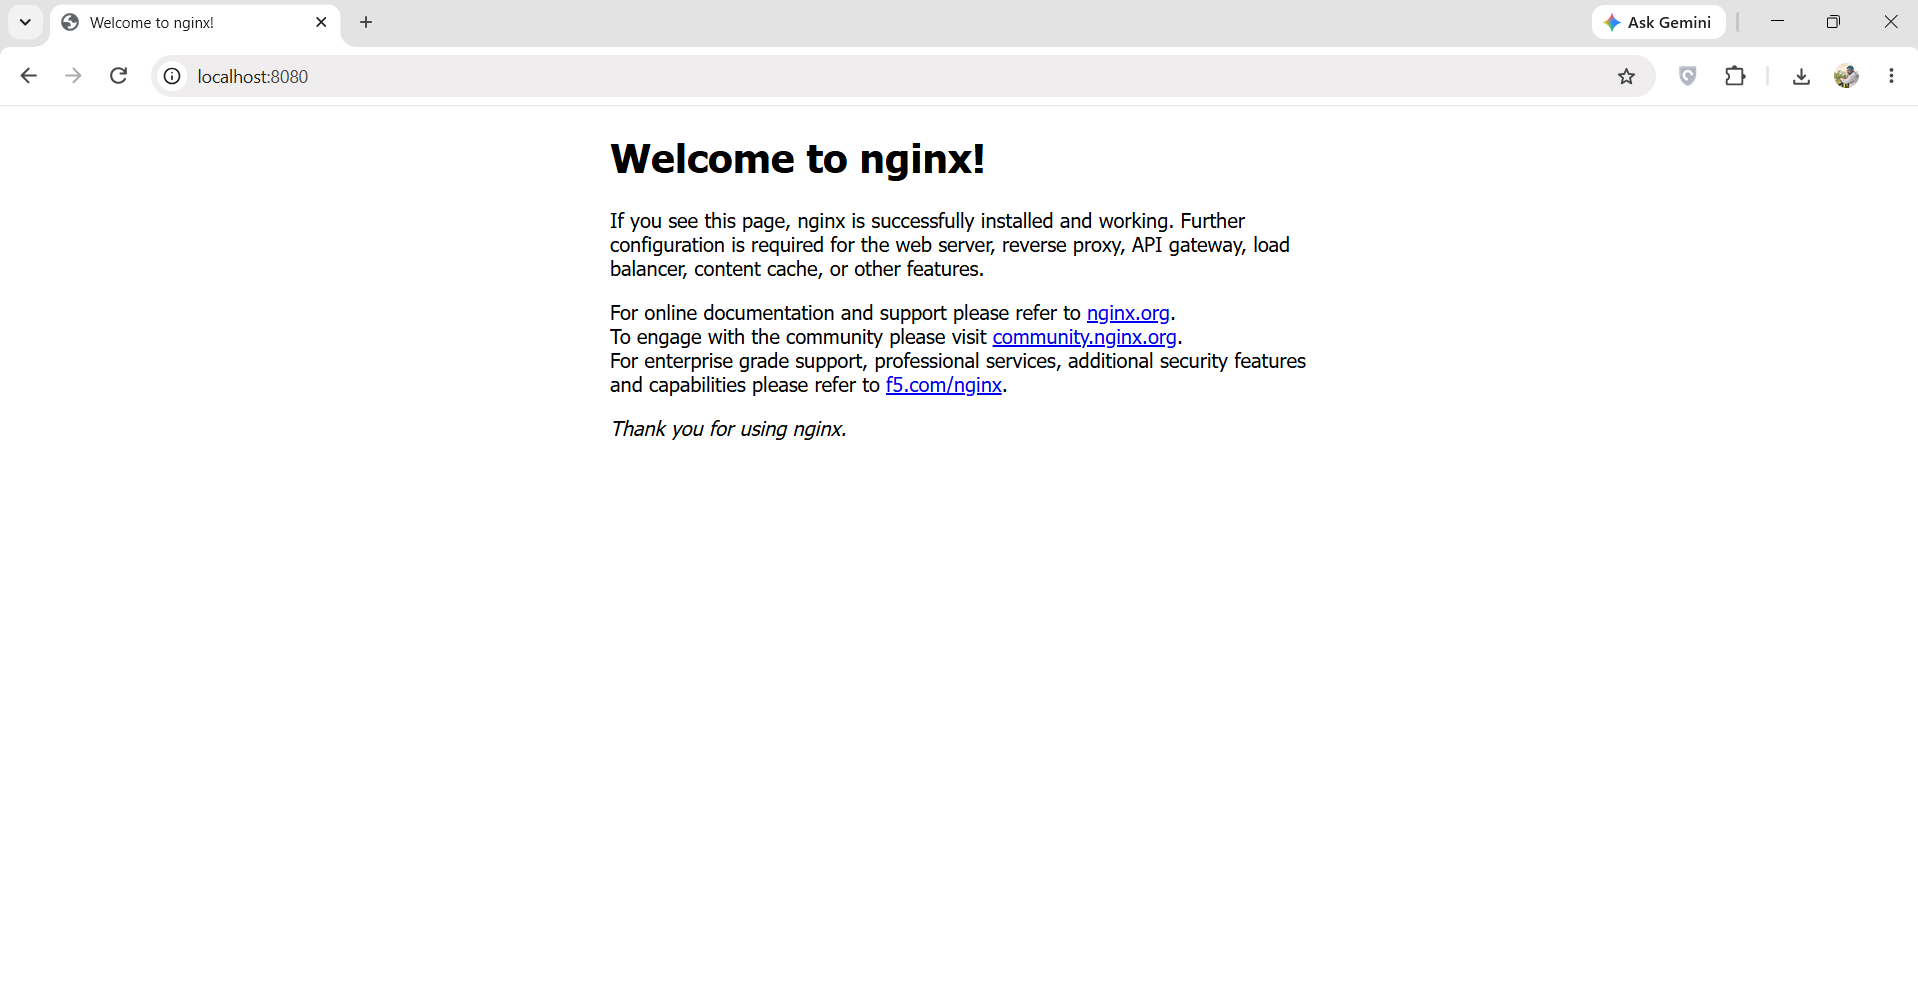 Welcome to nginx!
Ask Gemini
localhost:8080
Welcome to nginx!
If you see this page, nginx is successfully installed and working. Further
configuration is required for the web server, reverse proxy, API gateway, load
balancer, content cache, or other features.
For online documentation and support please refer to nginx.org.
To engage with the community please visit community.nginx.org.
For enterprise grade support, professional services, additional security features
and capabilities please refer to f5.com/nginx.
Thank you for using nginx.